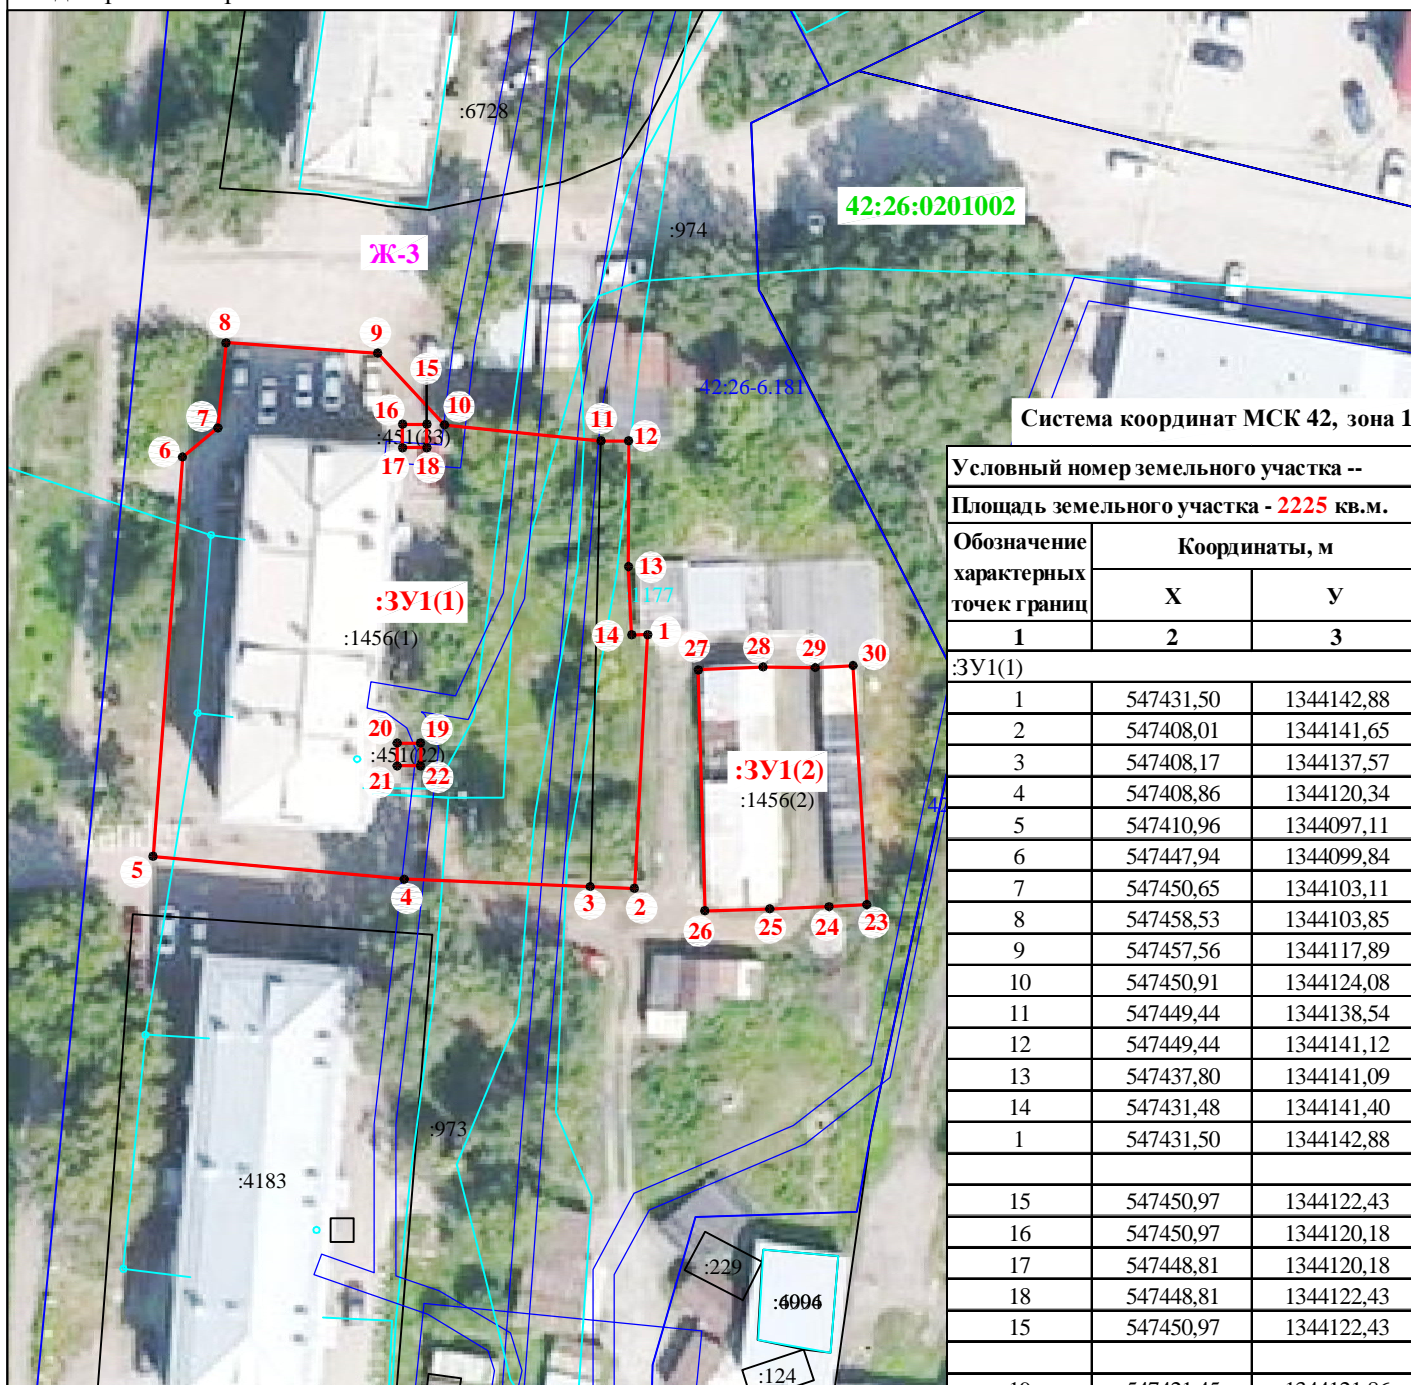 :6728
42:26:0201002
:974
Ж-3
8
9
15
7
16
10
11
12
42:26-6.181
:451(33)
6
17
18
Система координат МСК 42, зона 1
Условный номер земельного участка --
Площадь земельного участка - 2225 кв.м.
Обозначение характерных точек границ
Координаты, м
Х
У
1 2 3
:ЗУ1(1)
1 547431,50 1344142,88
2 547408,01 1344141,65
3 547408,17 1344137,57
4 547408,86 1344120,34
5 547410,96 1344097,11
6 547447,94 1344099,84
7 547450,65 1344103,11
8 547458,53 1344103,85
9 547457,56 1344117,89
10 547450,91 1344124,08
11 547449,44 1344138,54
12 547449,44 1344141,12
13 547437,80 1344141,09
14 547431,48 1344141,40
1 547431,50 1344142,88
15 547450,97 1344122,43
16 547450,97 1344120,18
17 547448,81 1344120,18
18 547448,81 1344122,43
15 547450,97 1344122,43
13
1177
:ЗУ1(1)
:1456(1)
14
1
27
28
29
30
20
19
:451(22)
21
22
:ЗУ1(2)
:1456(2)
42
5
4
3
2
26
25
24
23
:973
:4183
:229
:124